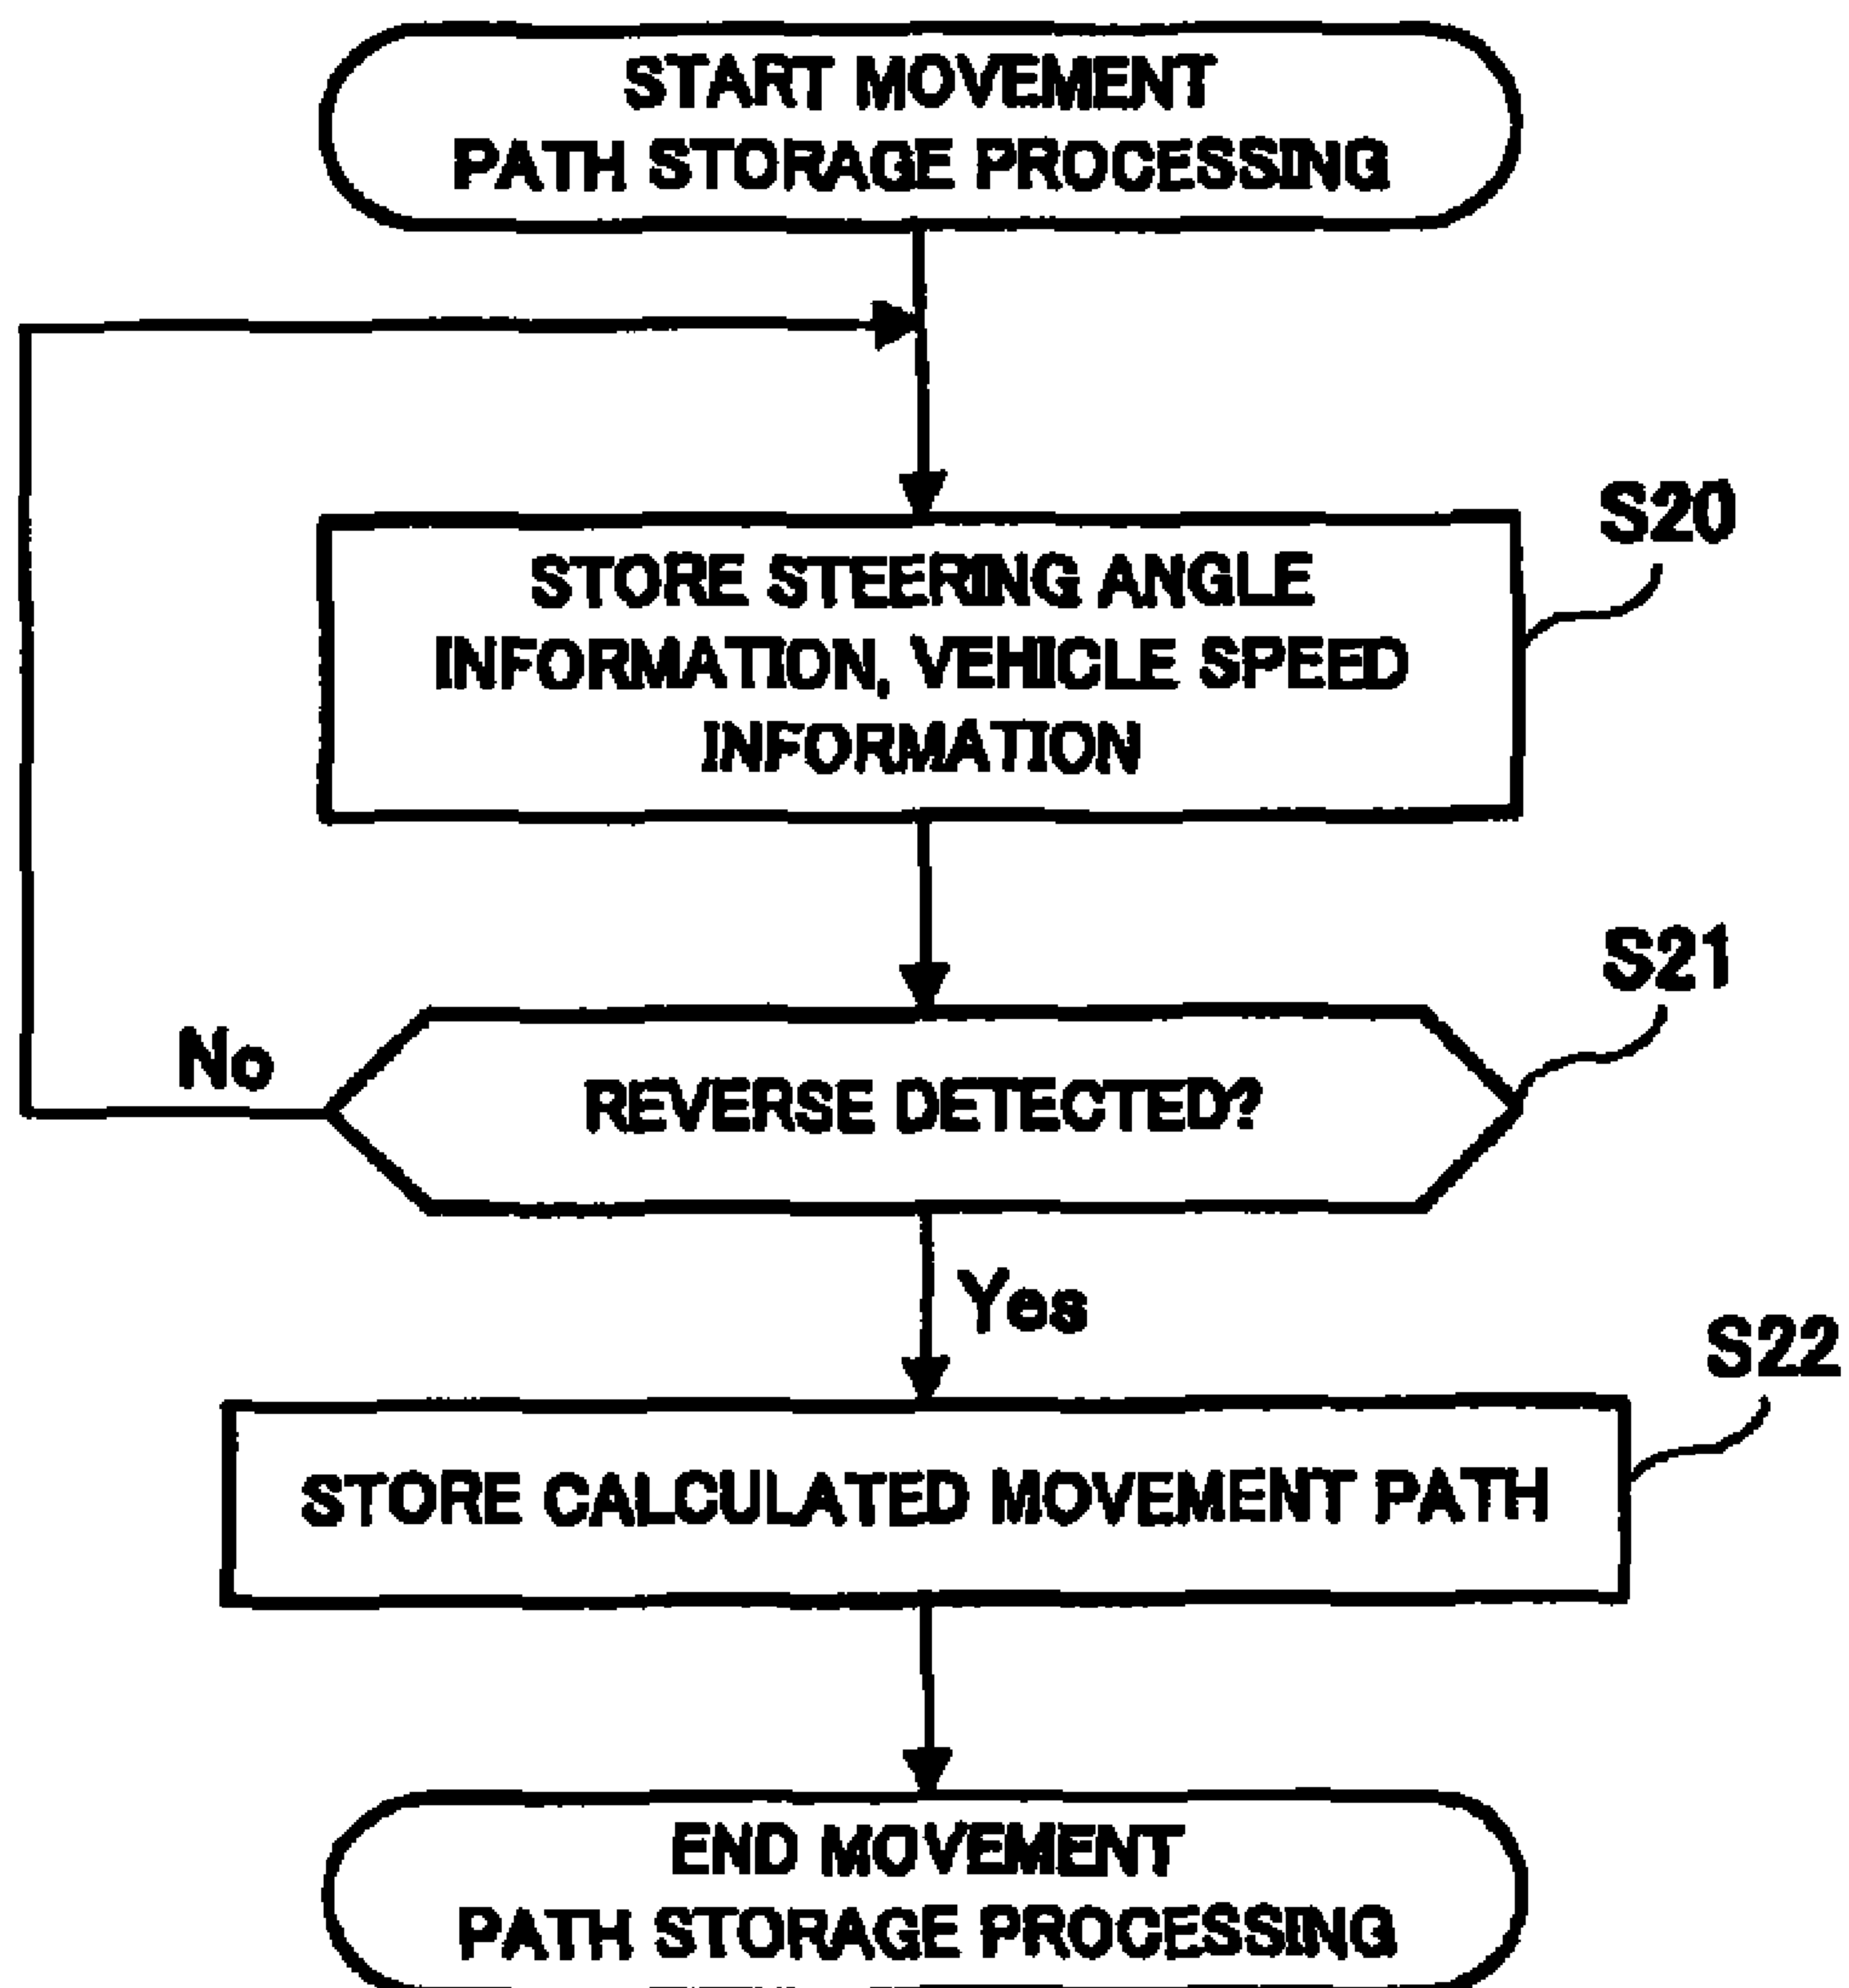 START MOVEMENT
PATH STORAGE PROCESSING
S20
STORE STEERING ANGLE
INFORMATION, VEHICLE SPEED
INFORMATION
S21
No
REVERSE DETECTED?
Yes
S22
STORE CALCULATED MOVEMENT PATH
END MOVEMENT
PATH STORAGE PROCESSING